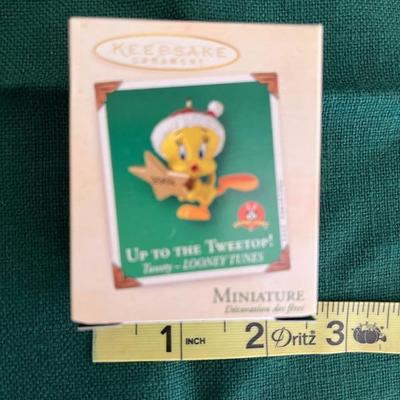 KEEPSAKE
ORNAMENT
UP TO THE TWEETOP!
Tweety – LOONEY TUNES
MINIATURE
Décoration des fêtes
1 INCH 2 Dritz® 3